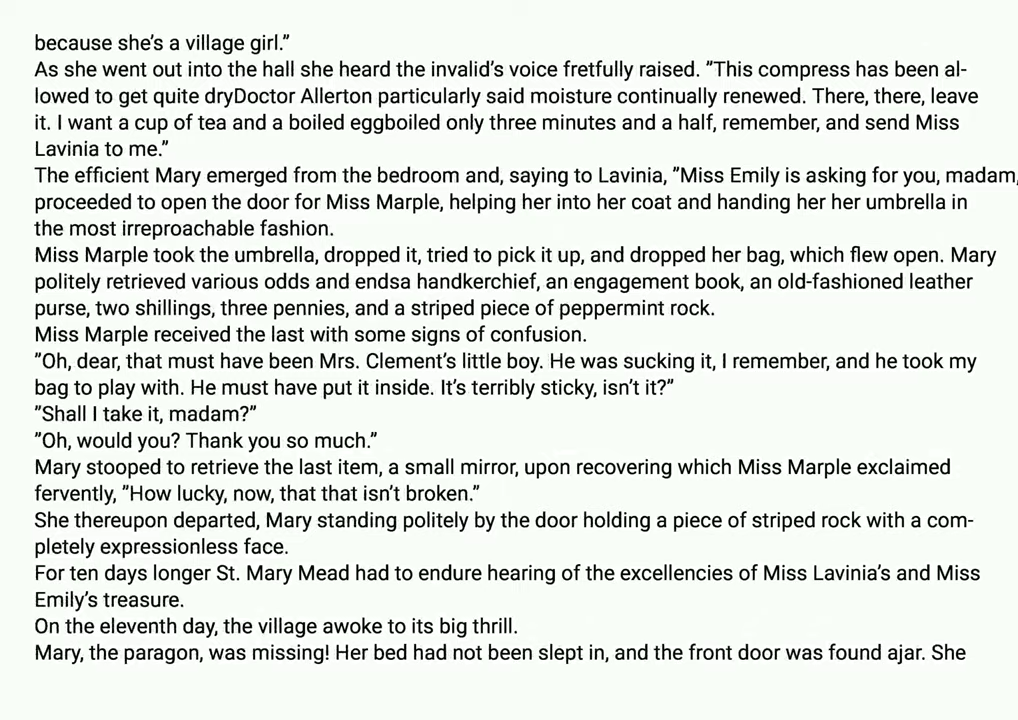 because she's a village girl.”
As she went out into the hall she heard the invalid's voice fretfully raised. ”This compress has been al-
lowed to get quite dryDoctor Allerton particularly said moisture continually renewed. There, there, leave
it. I want a cup of tea and a boiled eggboiled only three minutes and a half, remember, and send Miss
Lavinia to me.”
The efficient Mary emerged from the bedroom and, saying to Lavinia, ”Miss Emily is asking for you, madam,
proceeded to open the door for Miss Marple, helping her into her coat and handing her her umbrella in
the most irreproachable fashion.
Miss Marple took the umbrella, dropped it, tried to pick it up, and dropped her bag, which flew open. Mary
politely retrieved various odds and endsa handkerchief, an engagement book, an old-fashioned leather
purse, two shillings, three pennies, and a striped piece of peppermint rock.
Miss Marple received the last with some signs of confusion.
”Oh, dear, that must have been Mrs. Clement's little boy. He was sucking it, I remember, and he took my
bag to play with. He must have put it inside. It's terribly sticky, isn't it?”
”Shall I take it, madam?”
”Oh, would you? Thank you so much.”
Mary stooped to retrieve the last item, a small mirror, upon recovering which Miss Marple exclaimed
fervently, ”How lucky, now, that that isn't broken.”
She thereupon departed, Mary standing politely by the door holding a piece of striped rock with a com-
pletely expressionless face.
For ten days longer St. Mary Mead had to endure hearing of the excellencies of Miss Lavinia's and Miss
Emily's treasure.
On the eleventh day, the village awoke to its big thrill.
Mary, the paragon, was missing! Her bed had not been slept in, and the front door was found ajar. She